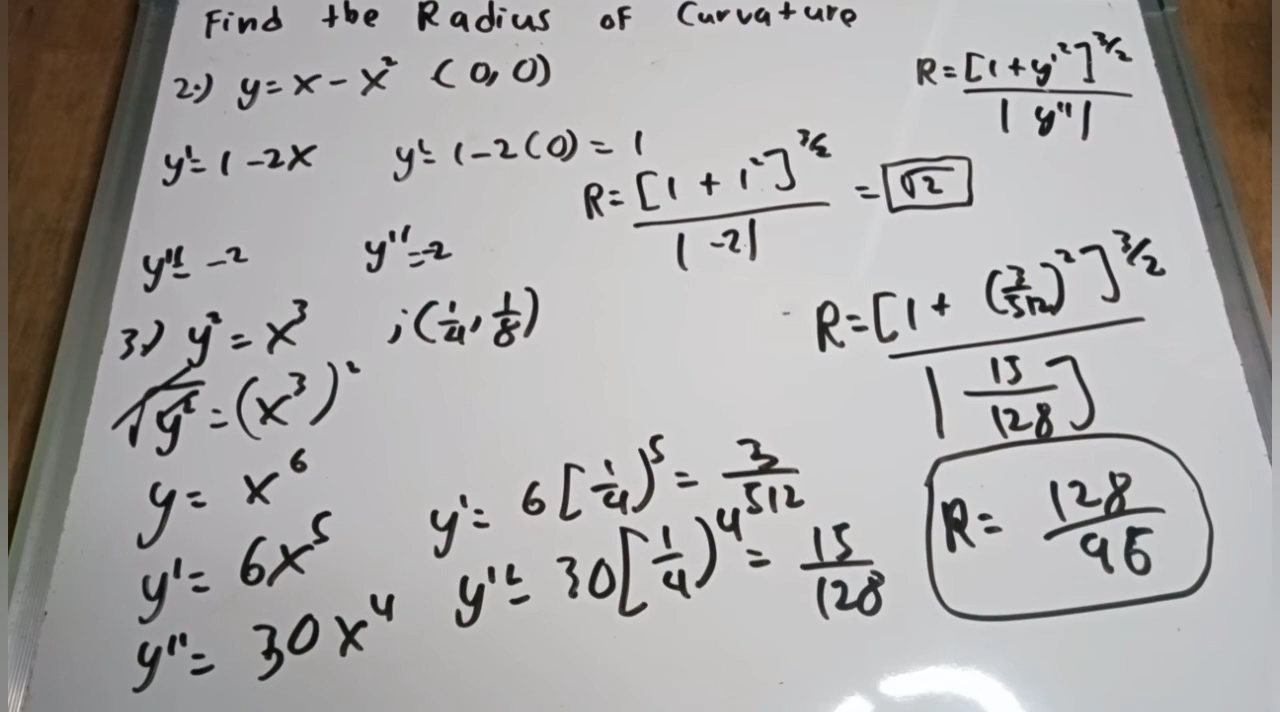 Find the Radius of Curvature
2.) y = x - x² (0, 0)
R = [1 + y'²]^3/2 / |y''|
y' = 1 - 2x y' = 1 - 2(0) = 1
R = [1 + 1²]^3/2 / |-2| = √2
y'' = -2 y'' = -2
3.) y² = x³ ; (1/4, 1/8)
√y² = (x³)²
y = x⁶
y' = 6x⁵ y' = 6[1/4)⁵ = 3/512
y'' = 30x⁴ y'' = 30[1/4)⁴ = 15/128
R = [1 + (3/512)²]^3/2 / |15/128]
R = 128/95